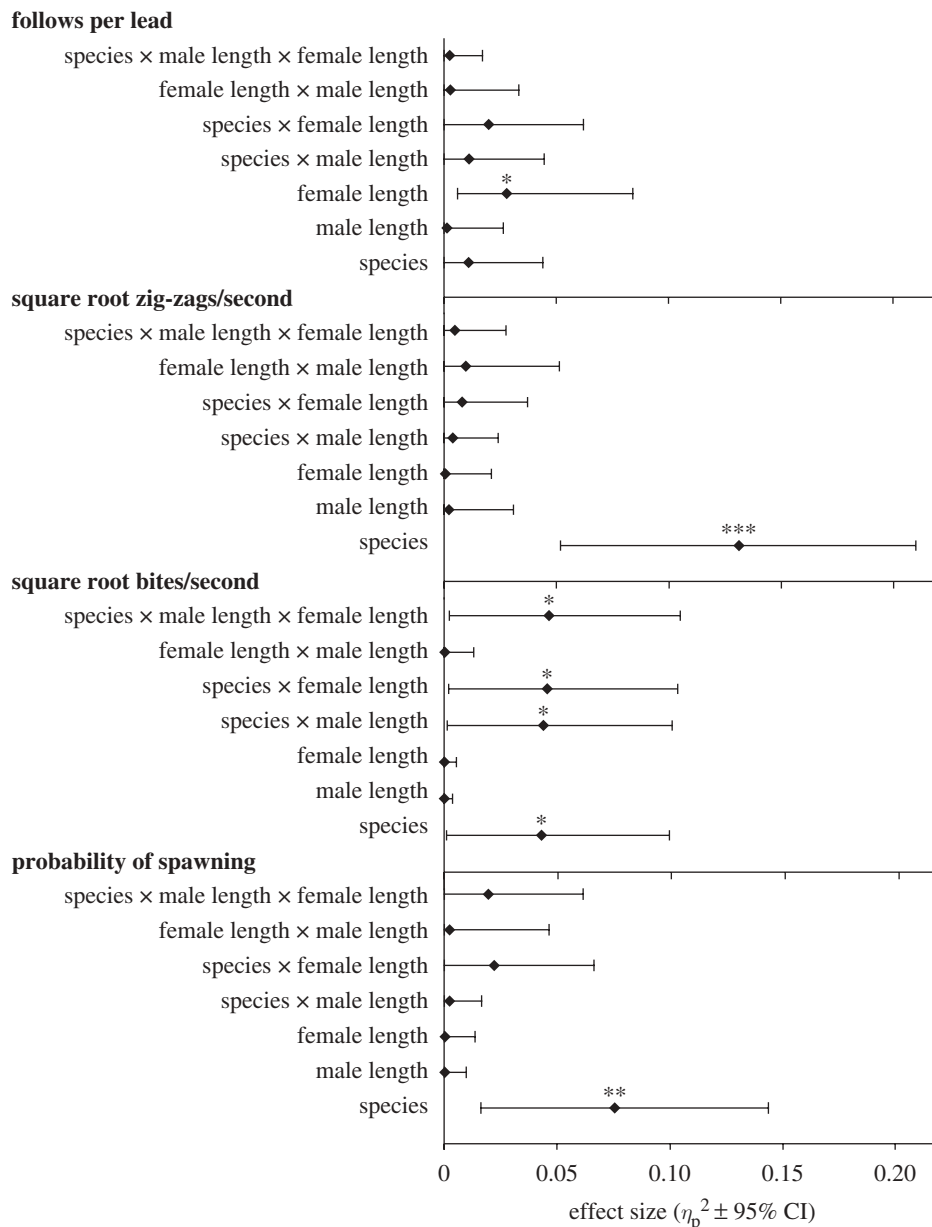 follows per lead
species × male length × female length
female length × male length
species × female length
species × male length
*
female length
male length
species
square root zig-zags/second
species × male length × female length
female length × male length
species × female length
species × male length
female length
male length
***
species
square root bites/second
*
species × male length × female length
female length × male length
*
species × female length
*
species × male length
female length
male length
*
species
probability of spawning
species × male length × female length
female length × male length
species × female length
species × male length
female length
male length
**
species
0 0.05 0.10 0.15 0.20
effect size (ηp² ± 95% CI)